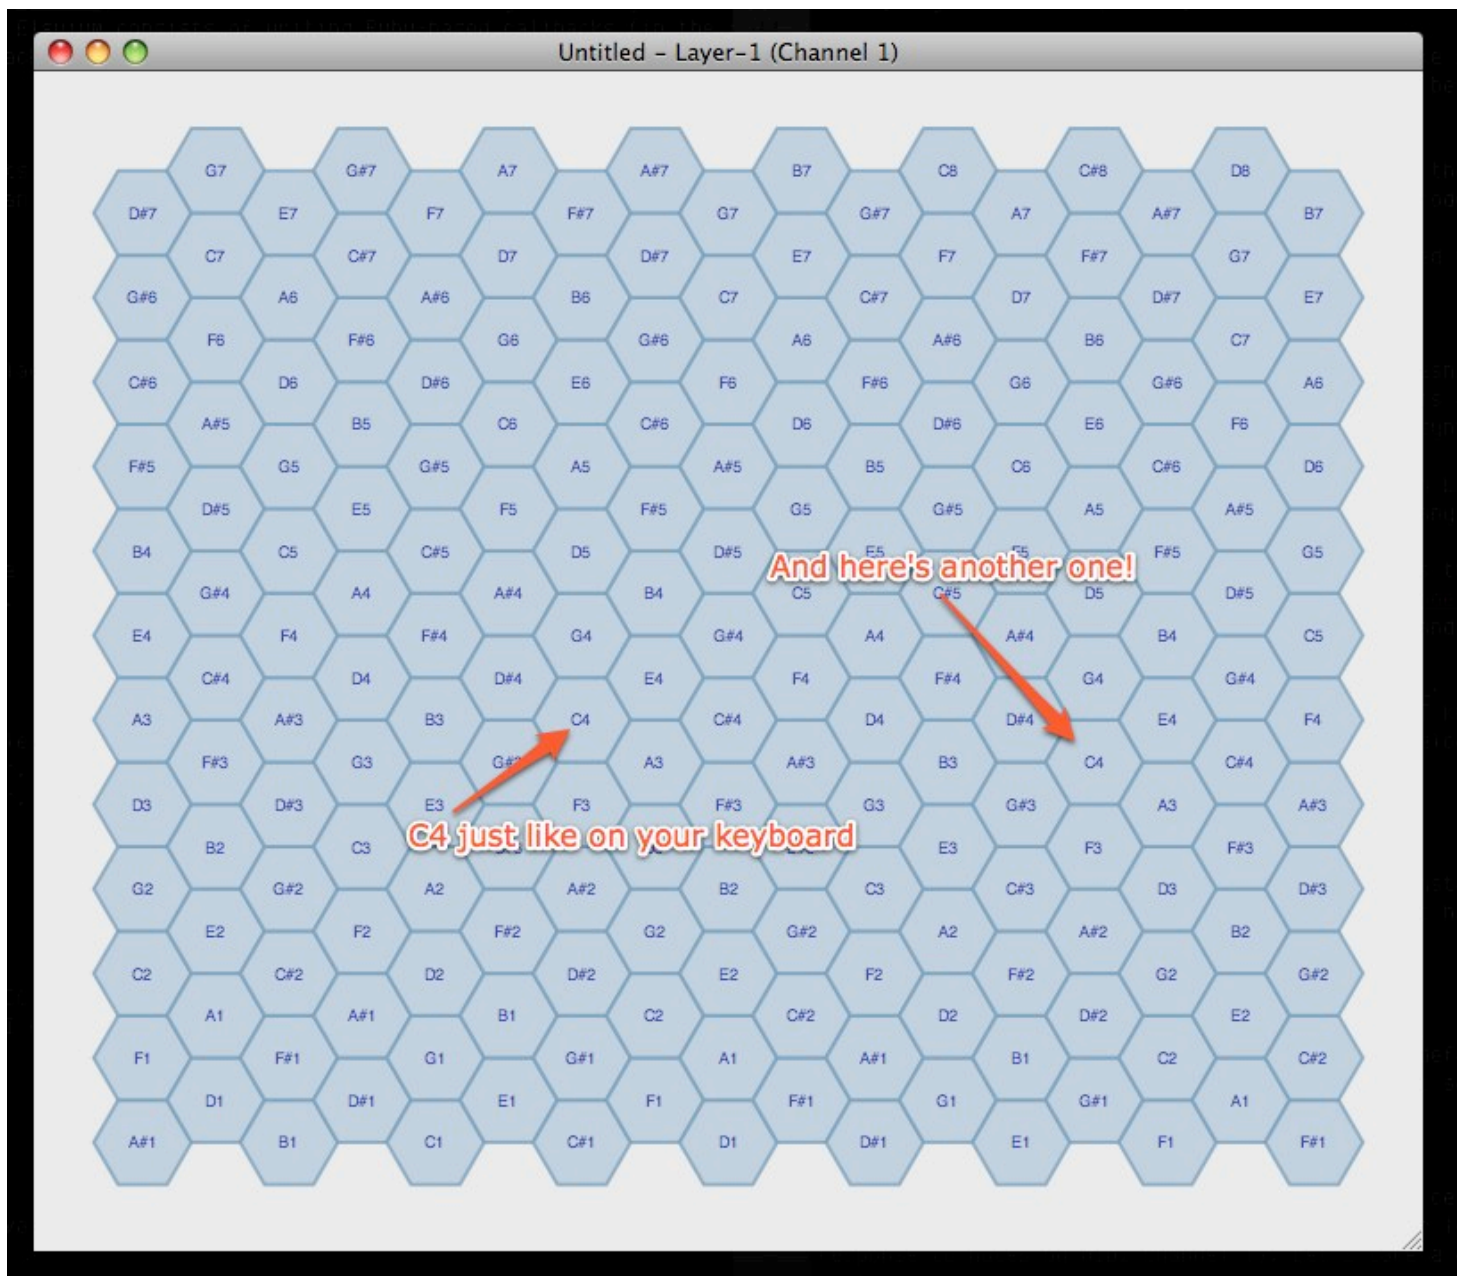 Untitled – Layer-1 (Channel 1)
G7 G#7 A7 A#7 B7 C8 C#8 D8
D#7 E7 F7 F#7 G7 G#7 A7 A#7 B7
C7 C#7 D7 D#7 E7 F7 F#7 G7
G#6 A6 A#6 B6 C7 C#7 D7 D#7 E7
F6 F#6 G6 G#6 A6 A#6 B6 C7
C#6 D6 D#6 E6 F6 F#6 G6 G#6 A6
A#5 B5 C6 C#6 D6 D#6 E6 F6
F#5 G5 G#5 A5 A#5 B5 C6 C#6 D6
D#5 E5 F5 F#5 G5 G#5 A5 A#5
B4 C5 C#5 D5 D#5 E5 F5 F#5 G5
And here's another one!
G#4 A4 A#4 B4 C5 C#5 D5 D#5
E4 F4 F#4 G4 G#4 A4 A#4 B4 C5
C#4 D4 D#4 E4 F4 F#4 G4 G#4
A3 A#3 B3 C4 C#4 D4 D#4 E4 F4
F#3 G3 G#3 A3 A#3 B3 C4 C#4
D3 D#3 E3 F3 F#3 G3 G#3 A3 A#3
C4 just like on your keyboard
B2 C3 E3 F3 F#3
G2 G#2 A2 A#2 B2 C3 C#3 D3 D#3
E2 F2 F#2 G2 G#2 A2 A#2 B2
C2 C#2 D2 D#2 E2 F2 F#2 G2 G#2
A1 A#1 B1 C2 C#2 D2 D#2 E2
F1 F#1 G1 G#1 A1 A#1 B1 C2 C#2
D1 D#1 E1 F1 F#1 G1 G#1 A1
A#1 B1 C1 C#1 D1 D#1 E1 F1 F#1